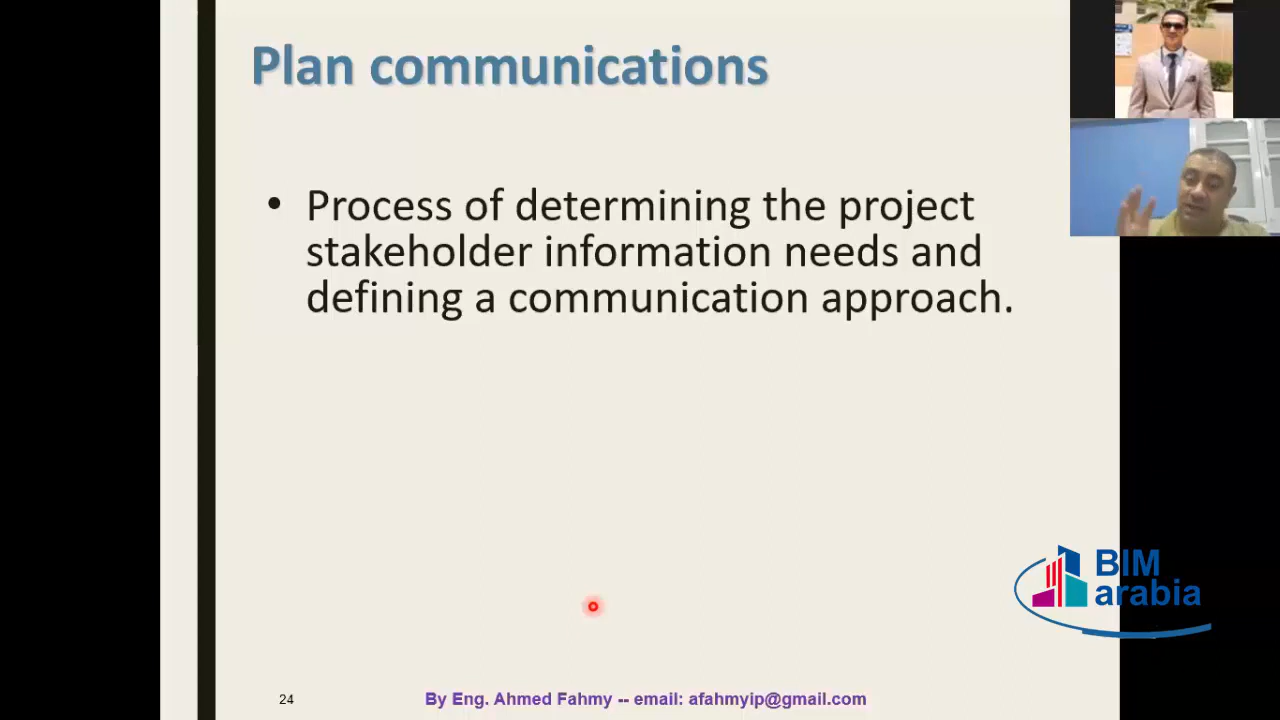 Plan communications
• Process of determining the project
stakeholder information needs and
defining a communication approach.
BIM
arabia
24
By Eng. Ahmed Fahmy -- email: afahmyip@gmail.com